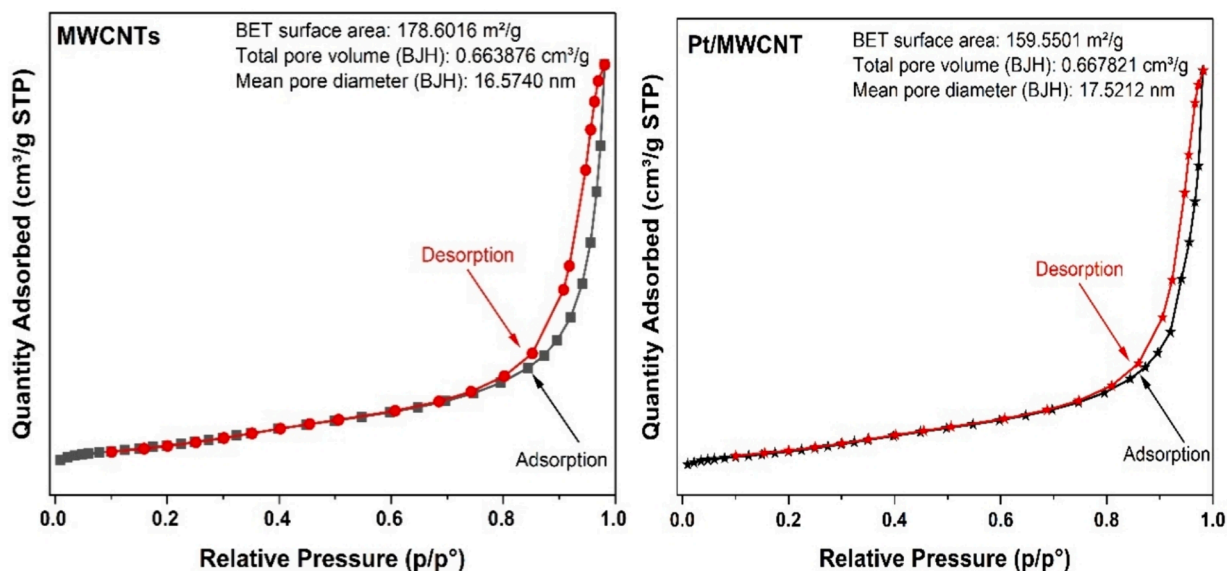 MWCNTs
BET surface area: 178.6016 m²/g
Total pore volume (BJH): 0.663876 cm³/g
Mean pore diameter (BJH): 16.5740 nm
Quantity Adsorbed (cm³/g STP)
Desorption
Adsorption
0.0 0.2 0.4 0.6 0.8 1.0
Relative Pressure (p/p°)
Pt/MWCNT
BET surface area: 159.5501 m²/g
Total pore volume (BJH): 0.667821 cm³/g
Mean pore diameter (BJH): 17.5212 nm
Quantity Adsorbed (cm³/g STP)
Desorption
Adsorption
0.0 0.2 0.4 0.6 0.8 1.0
Relative Pressure (p/p°)